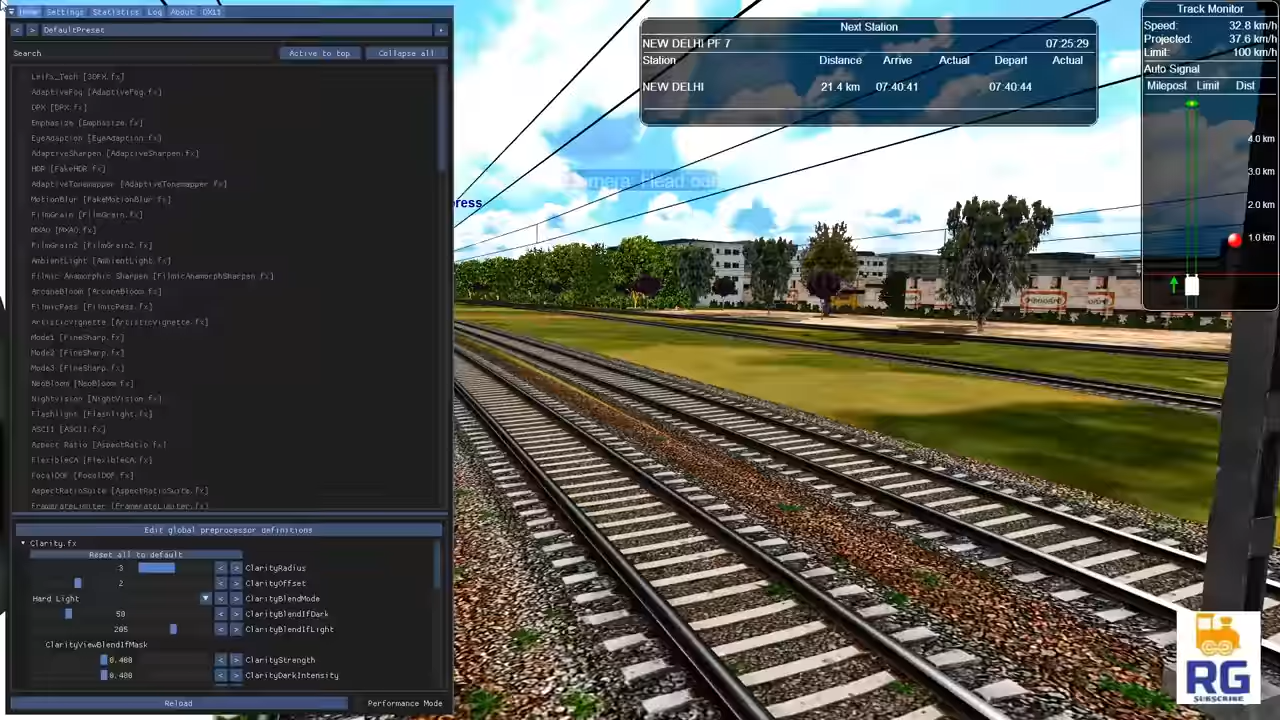 Home Settings Statistics Log About DX11
< > DefaultPreset
Search Active to top Collapse all
Leifx_Tech [3DFX.fx]
AdaptiveFog [AdaptiveFog.fx]
DPX [DPX.fx]
Emphasize [Emphasize.fx]
EyeAdaption [EyeAdaption.fx]
AdaptiveSharpen [AdaptiveSharpen.fx]
HDR [FakeHDR.fx]
AdaptiveTonemapper [AdaptiveTonemapper.fx]
MotionBlur [FakeMotionBlur.fx]
FilmGrain [FilmGrain.fx]
MXAO [MXAO.fx]
FilmGrain2 [FilmGrain2.fx]
AmbientLight [AmbientLight.fx]
Filmic Anamorphic Sharpen [FilmicAnamorphSharpen.fx]
ArcaneBloom [ArcaneBloom.fx]
FilmicPass [FilmicPass.fx]
ArtisticVignette [ArtisticVignette.fx]
Mode1 [FineSharp.fx]
Mode2 [FineSharp.fx]
Mode3 [FineSharp.fx]
NeoBloom [NeoBloom.fx]
Nightvision [NightVision.fx]
Flashlight [Flashlight.fx]
ASCII [ASCII.fx]
Aspect Ratio [AspectRatio.fx]
FlexibleCA [FlexibleCA.fx]
FocalDOF [FocalDOF.fx]
AspectRatioSuite [AspectRatioSuite.fx]
FramerateLimiter [FramerateLimiter.fx]
Edit global preprocessor definitions
Clarity.fx
Reset all to default
3 < > ClarityRadius
2 < > ClarityOffset
Hard Light < > ClarityBlendMode
50 < > ClarityBlendIfDark
205 < > ClarityBlendIfLight
ClarityViewBlendIfMask
0.400 < > ClarityStrength
0.400 < > ClarityDarkIntensity
Reload Performance Mode
Next Station
NEW DELHI PF 7 07:25:29
Station Distance Arrive Actual Depart Actual
NEW DELHI 21.4 km 07:40:41 07:40:44
Camera: Head out
press
Track Monitor
Speed: 32.8 km/h
Projected: 37.6 km/h
Limit: 100 km/h
Auto Signal
Milepost Limit Dist
4.0 km
3.0 km
2.0 km
1.0 km
RG
SUBSCRIBE